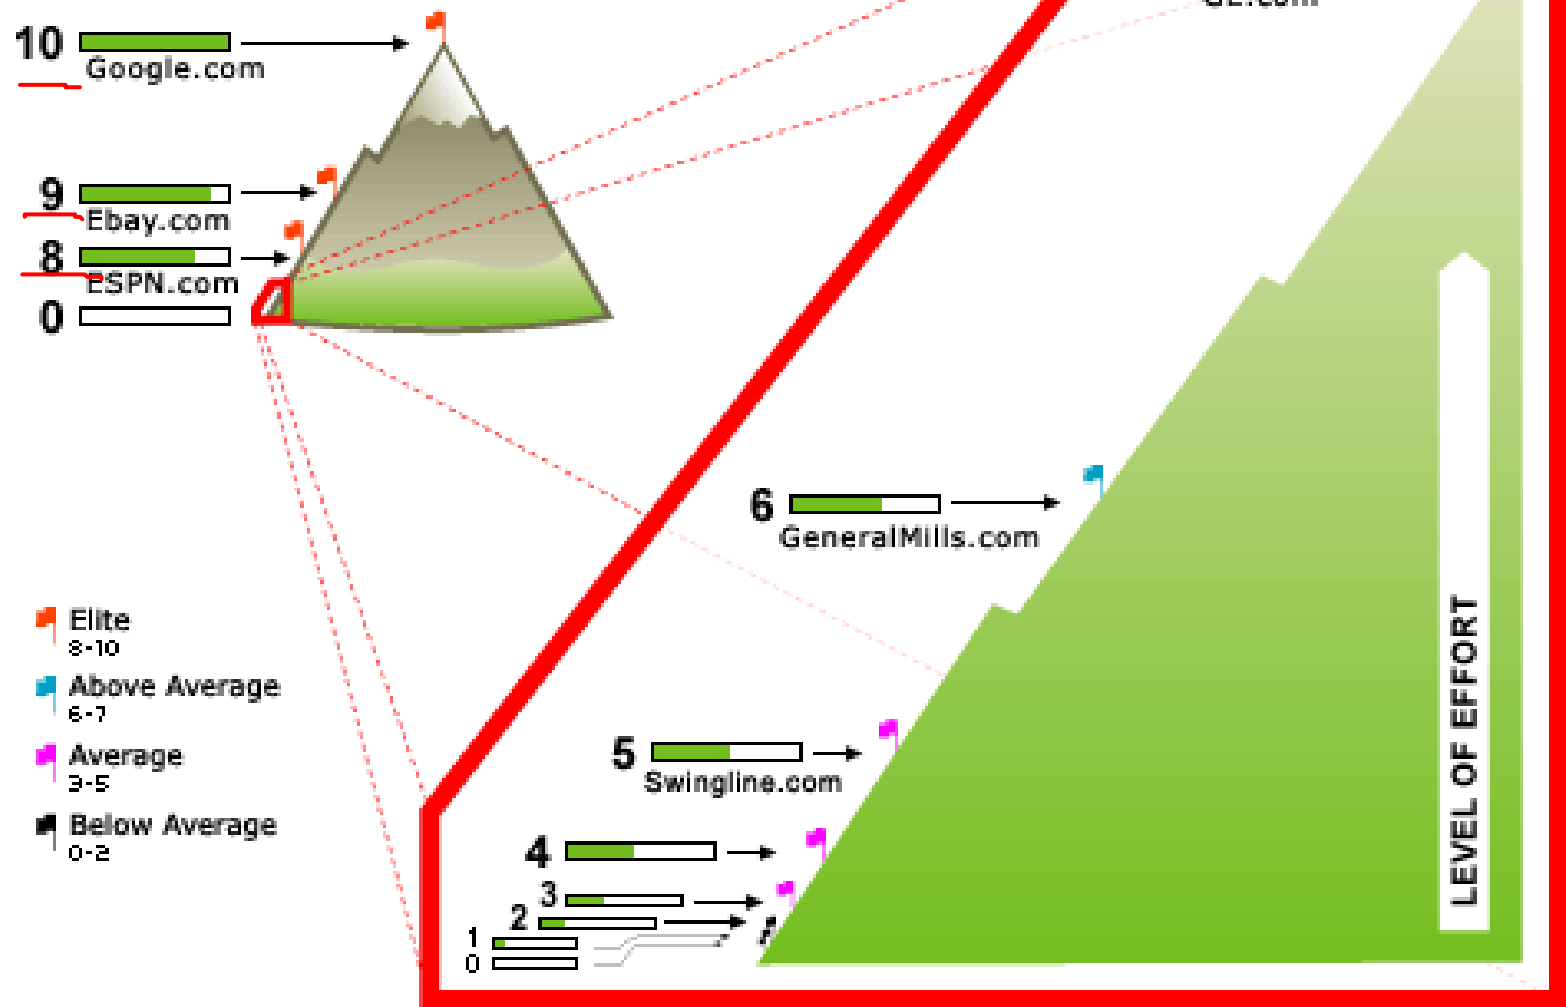 10
Google.com
9
Ebay.com
8
ESPN.com
0
6
GeneralMills.com
5
Swingline.com
4
3
2
1
0
LEVEL OF EFFORT
Elite
8-10
Above Average
6-7
Average
3-5
Below Average
0-2